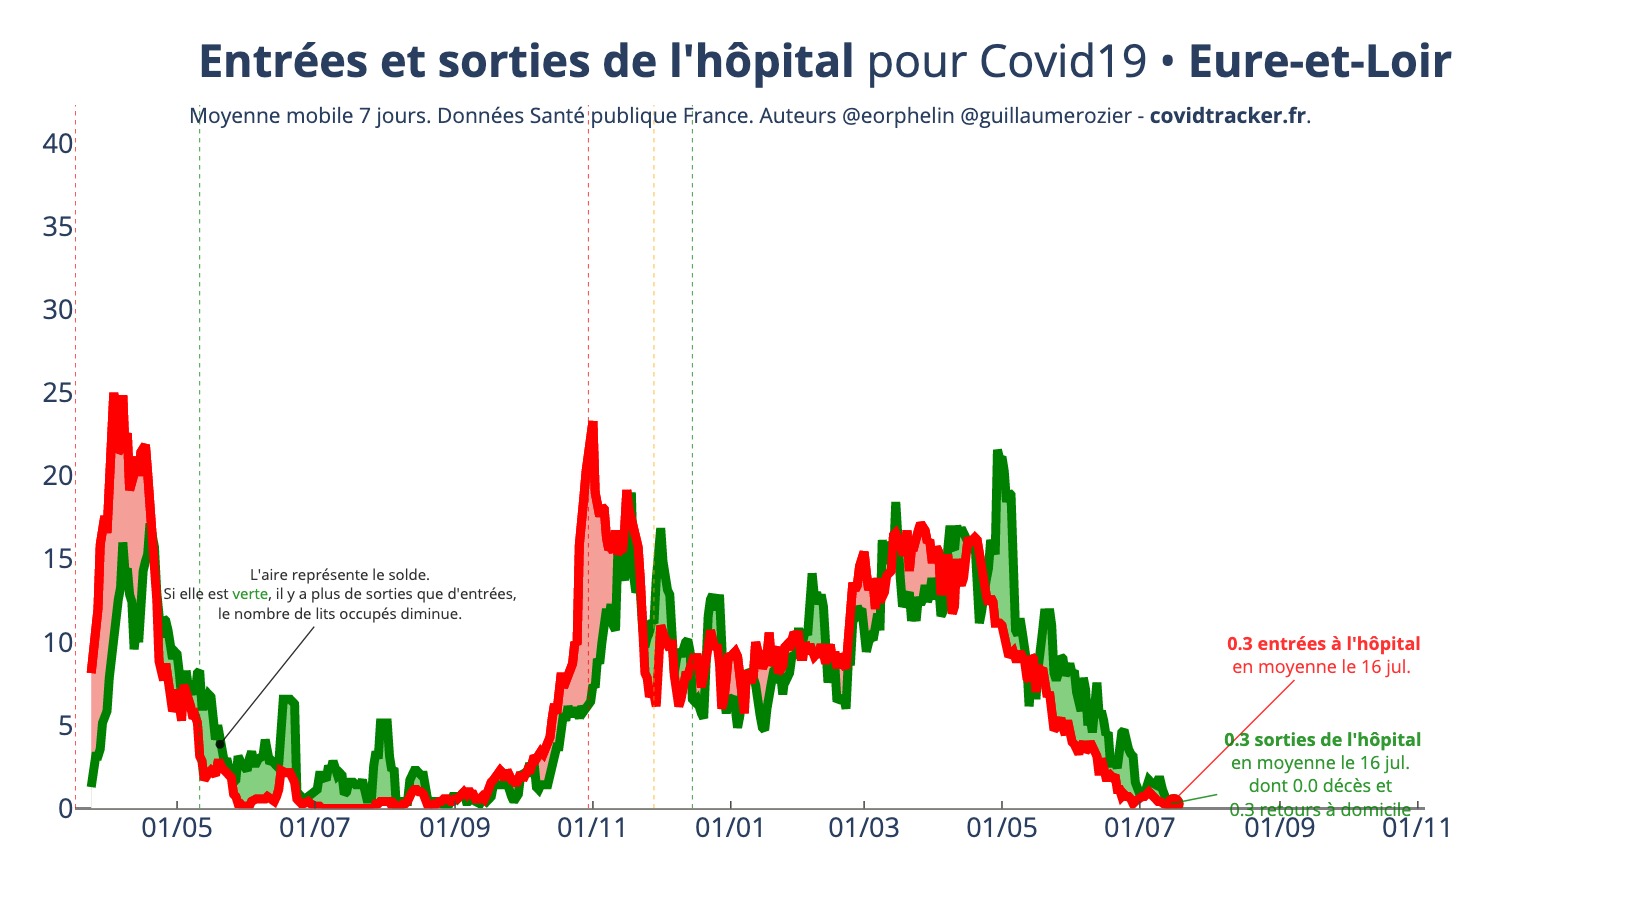 Entrées et sorties de l'hôpital pour Covid19 • Eure-et-Loir
Moyenne mobile 7 jours. Données Santé publique France. Auteurs @eorphelin @guillaumerozier - covidtracker.fr.
40
35
30
25
20
15
10
5
0
L'aire représente le solde.
Si elle est verte, il y a plus de sorties que d'entrées,
le nombre de lits occupés diminue.
0.3 entrées à l'hôpital
en moyenne le 16 jul.
0.3 sorties de l'hôpital
en moyenne le 16 jul.
dont 0.0 décès et
0.3 retours à domicile
01/05 01/07 01/09 01/11 01/01 01/03 01/05 01/07 01/09 01/11